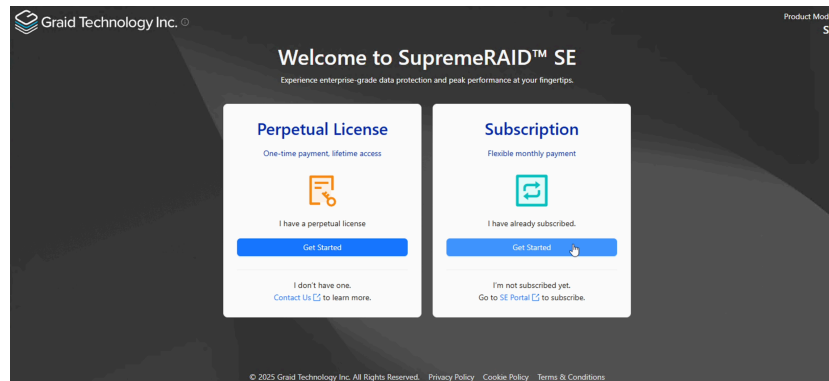 Graid Technology Inc.
Product Mod
S
Welcome to SupremeRAID™ SE
Experience enterprise-grade data protection and peak performance at your fingertips.
Perpetual License
One-time payment, lifetime access
I have a perpetual license
Get Started
I don't have one.
Contact Us to learn more.
Subscription
Flexible monthly payment
I have already subscribed.
Get Started
I'm not subscribed yet.
Go to SE Portal to subscribe.
© 2025 Graid Technology Inc. All Rights Reserved. Privacy Policy Cookie Policy Terms & Conditions